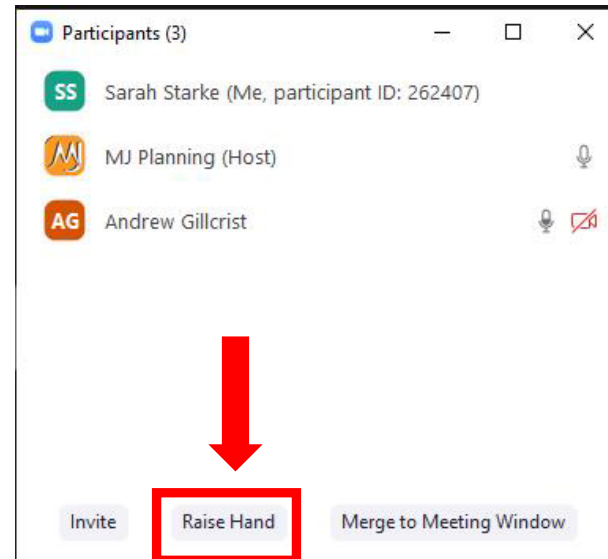 Participants (3)
SS Sarah Starke (Me, participant ID: 262407)
MJ MJ Planning (Host)
AG Andrew Gillcrist
Invite Raise Hand Merge to Meeting Window